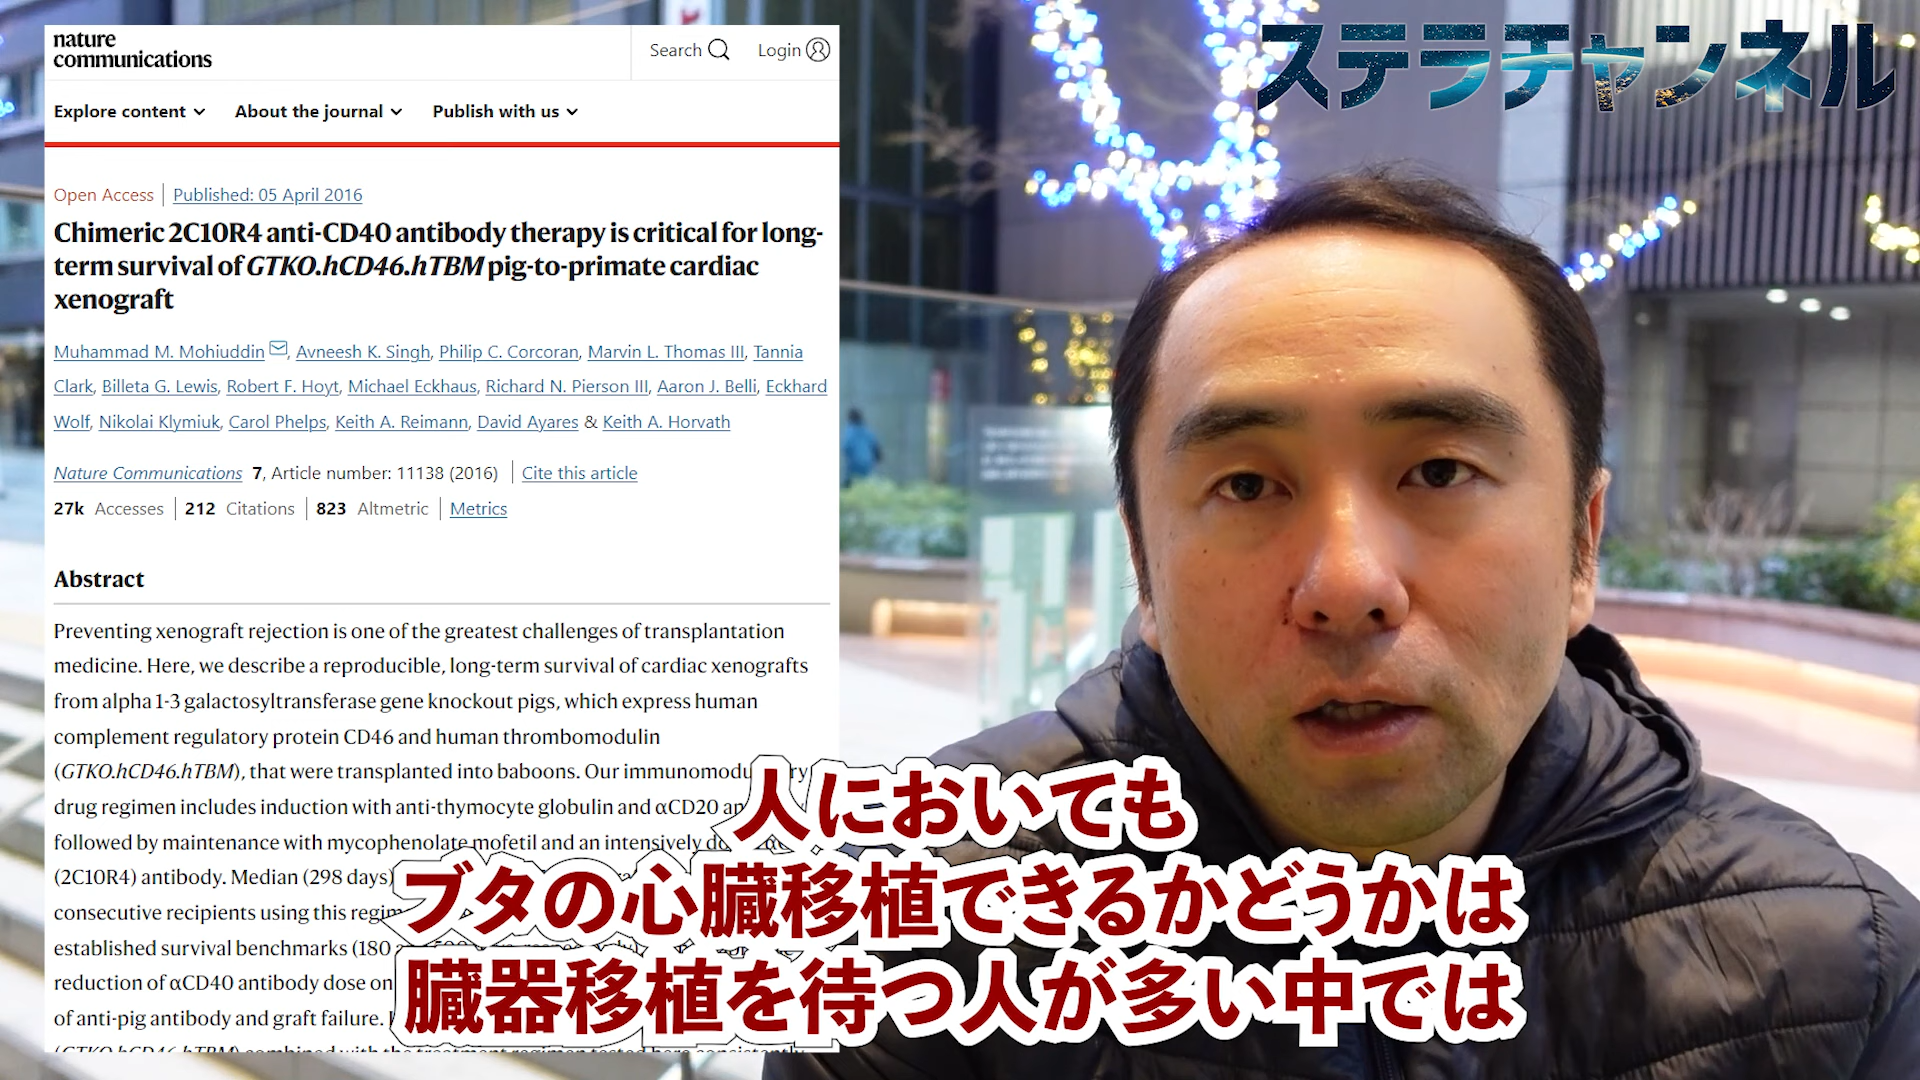 nature
communications
Search
Login
Explore content
About the journal
Publish with us
Open Access
Published: 05 April 2016
Chimeric 2C10R4 anti-CD40 antibody therapy is critical for long-
term survival of GTKO.hCD46.hTBM pig-to-primate cardiac
xenograft
Muhammad M. Mohiuddin, Avneesh K. Singh, Philip C. Corcoran, Marvin L. Thomas III, Tannia
Clark, Billeta G. Lewis, Robert F. Hoyt, Michael Eckhaus, Richard N. Pierson III, Aaron J. Belli, Eckhard
Wolf, Nikolai Klymiuk, Carol Phelps, Keith A. Reimann, David Ayares & Keith A. Horvath
Nature Communications 7, Article number: 11138 (2016)
Cite this article
27k Accesses
212 Citations
823 Altmetric
Metrics
Abstract
Preventing xenograft rejection is one of the greatest challenges of transplantation
medicine. Here, we describe a reproducible, long-term survival of cardiac xenografts
from alpha 1-3 galactosyltransferase gene knockout pigs, which express human
complement regulatory protein CD46 and human thrombomodulin
(GTKO.hCD46.hTBM), that were transplanted into baboons. Our
drug regimen includes induction with anti-thymocyte globulin and αCD20
followed by maintenance with mycophenolate mofetil and an intensively
(2C10R4) antibody. Median (298 days)
consecutive recipients using this
established survival benchmarks (180
reduction of αCD40 antibody dose on
of anti-pig antibody and graft failure.
(GTKO.hCD46.hTBM) combined with the treatment regimen tested here consistently
ステラチャンネル
人においても
ブタの心臓移植できるかどうかは
臓器移植を待つ人が多い中では